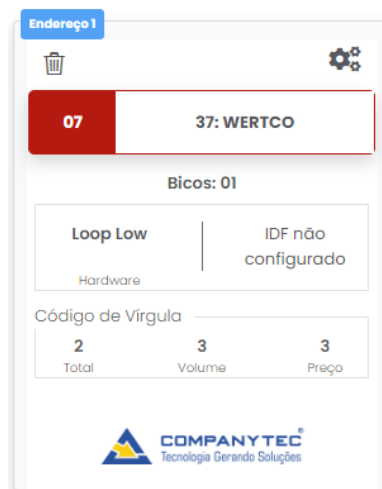 Endereço 1
07 37: WERTCO
Bicos: 01
Loop Low IDF não
configurado
Hardware
Código de Vírgula
2 3 3
Total Volume Preço
COMPANYTEC®
Tecnologia Gerando Soluções